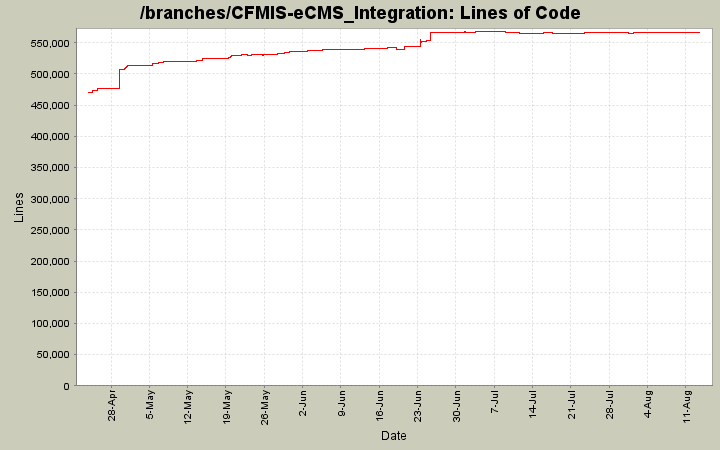 /branches/CFMIS-eCMS_Integration: Lines of Code
550,000
500,000
450,000
400,000
350,000
300,000
250,000
200,000
150,000
100,000
50,000
0
Lines
28-Apr
5-May
12-May
19-May
26-May
2-Jun
9-Jun
16-Jun
23-Jun
30-Jun
7-Jul
14-Jul
21-Jul
28-Jul
4-Aug
11-Aug
Date